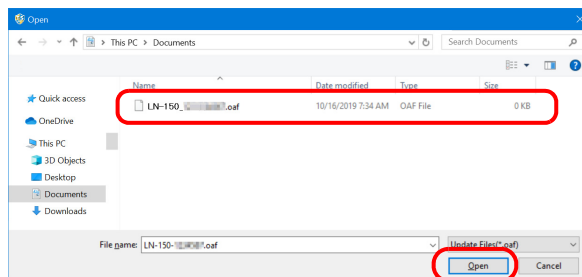 Open
This PC > Documents
Search Documents
Name Date modified Type Size
LN-150_ .oaf 10/16/2019 7:34 AM OAF File 0 KB
Quick access
OneDrive
This PC
3D Objects
Desktop
Documents
Downloads
File name: LN-150- .oaf Update Files(*.oaf)
Open Cancel